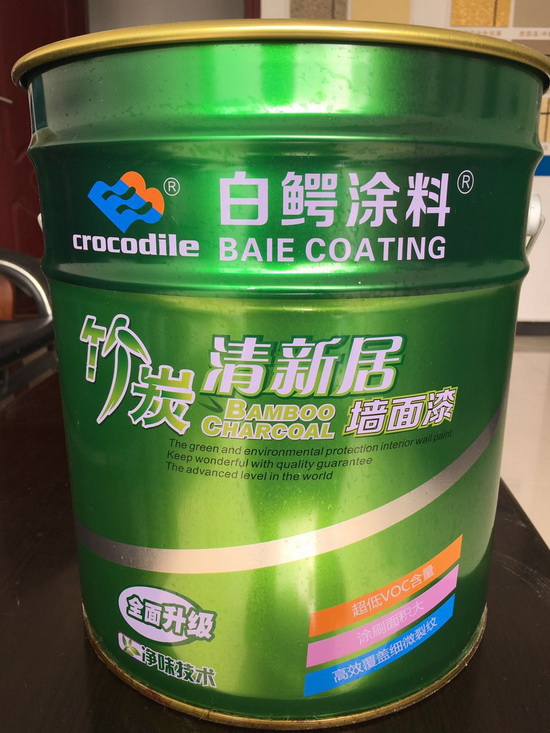 白鳄涂料®
®
crocodile
BAIE COATING
竹炭
清新居
BAMBOO
CHARCOAL
墙面漆
The green and environmental protection interior wall paint
Keep wonderful with quality guarantee
The advanced level in the world
超低VOC含量
涂刷面积大
高效覆盖细微裂纹
全面升级
净味技术